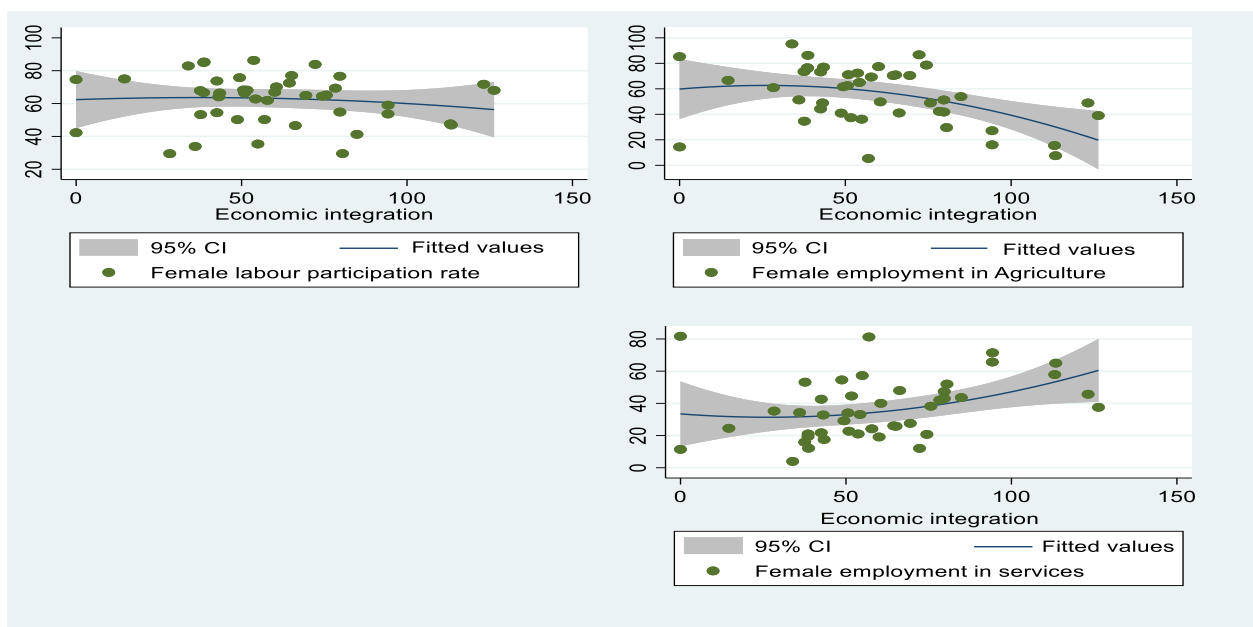 100
80
60
40
20
0 50 100 150
Economic integration
95% CI Fitted values
Female labour participation rate
100
80
60
40
20
0
0 50 100 150
Economic integration
95% CI Fitted values
Female employment in Agriculture
80
60
40
20
0
0 50 100 150
Economic integration
95% CI Fitted values
Female employment in services